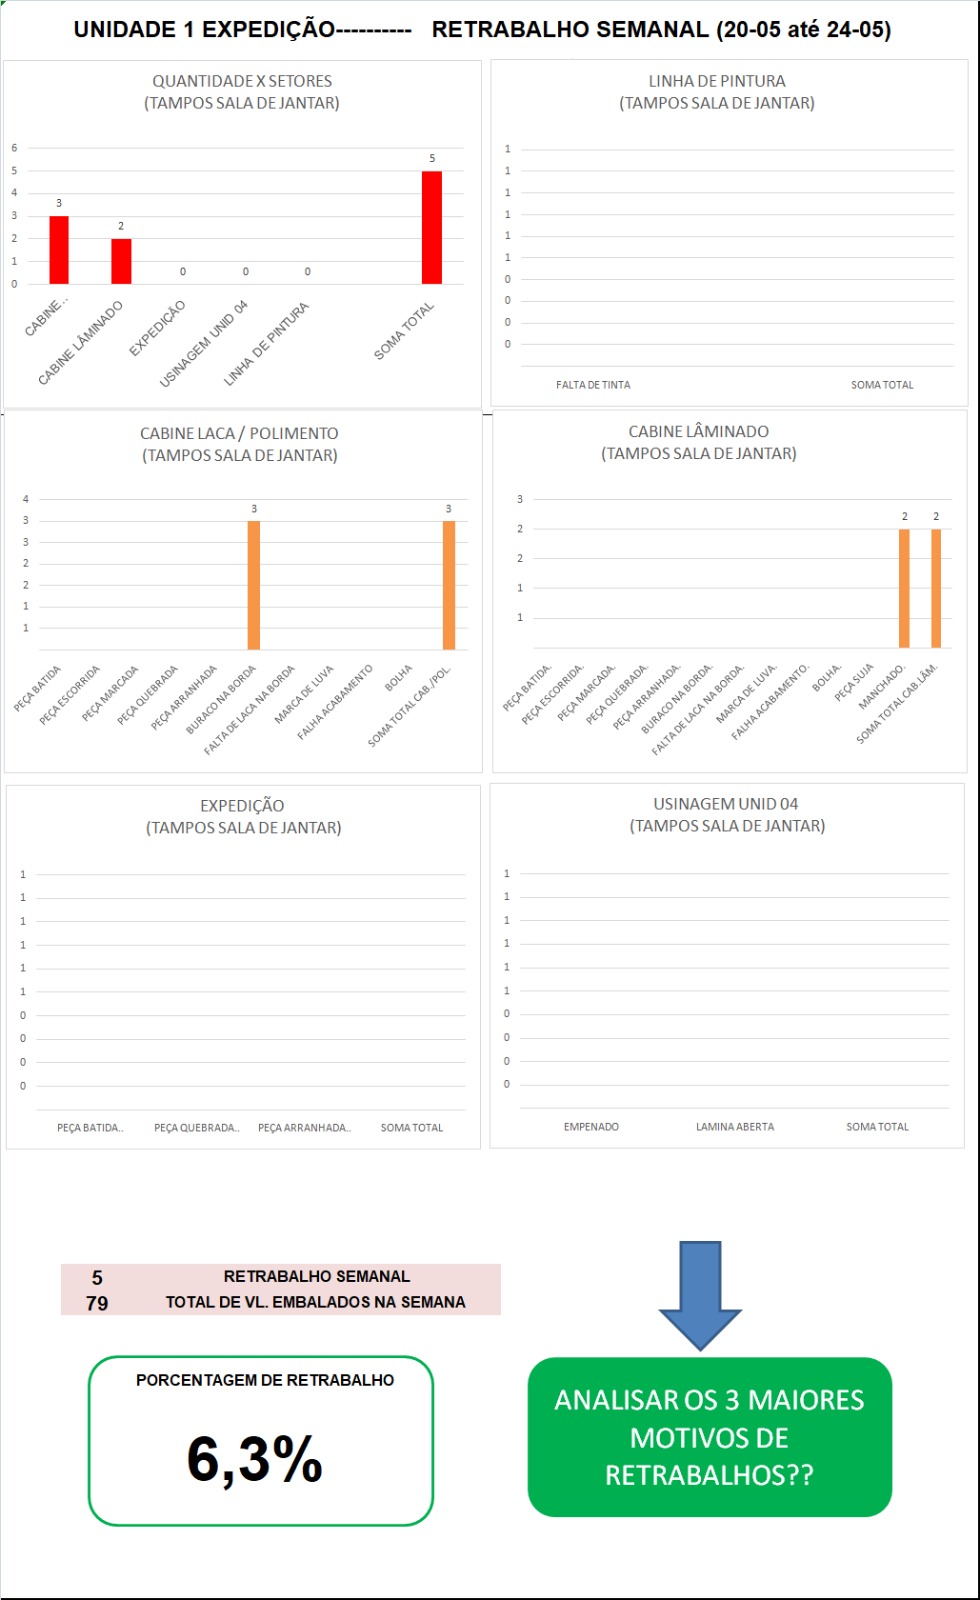 UNIDADE 1 EXPEDIÇÃO---------- RETRABALHO SEMANAL (20-05 até 24-05)
QUANTIDADE X SETORES
(TAMPOS SALA DE JANTAR)
6
5
4
3
2
1
0
3
2
0
0
0
5
CABINE..
CABINE LÂMINADO
EXPEDIÇÃO
USINAGEM UNID 04
LINHA DE PINTURA
SOMA TOTAL
LINHA DE PINTURA
(TAMPOS SALA DE JANTAR)
1
1
1
1
1
1
0
0
0
0
FALTA DE TINTA
SOMA TOTAL
CABINE LACA / POLIMENTO
(TAMPOS SALA DE JANTAR)
4
3
3
2
2
1
1
3
3
PEÇA BATIDA
PEÇA ESCORRIDA
PEÇA MARCADA
PEÇA QUEBRADA
PEÇA ARRANHADA
BURACO NA BORDA
FALTA DE LACA NA BORDA
MARCA DE LUVA
FALHA ACABAMENTO
BOLHA
SOMA TOTAL CAB./POL.
CABINE LÂMINADO
(TAMPOS SALA DE JANTAR)
3
2
2
1
1
2
2
PEÇA BATIDA.
PEÇA ESCORRIDA.
PEÇA MARCADA.
PEÇA QUEBRADA.
PEÇA ARRANHADA.
BURACO NA BORDA.
FALTA DE LACA NA BORDA.
MARCA DE LUVA.
FALHA ACABAMENTO.
BOLHA.
PEÇA SUJA
MANCHADO.
SOMA TOTAL CAB.LÂM.
EXPEDIÇÃO
(TAMPOS SALA DE JANTAR)
1
1
1
1
1
1
0
0
0
0
PEÇA BATIDA..
PEÇA QUEBRADA..
PEÇA ARRANHADA..
SOMA TOTAL
USINAGEM UNID 04
(TAMPOS SALA DE JANTAR)
1
1
1
1
1
1
0
0
0
0
EMPENADO
LAMINA ABERTA
SOMA TOTAL
5 RETRABALHO SEMANAL
79 TOTAL DE VL. EMBALADOS NA SEMANA
PORCENTAGEM DE RETRABALHO
6,3%
ANALISAR OS 3 MAIORES
MOTIVOS DE
RETRABALHOS??